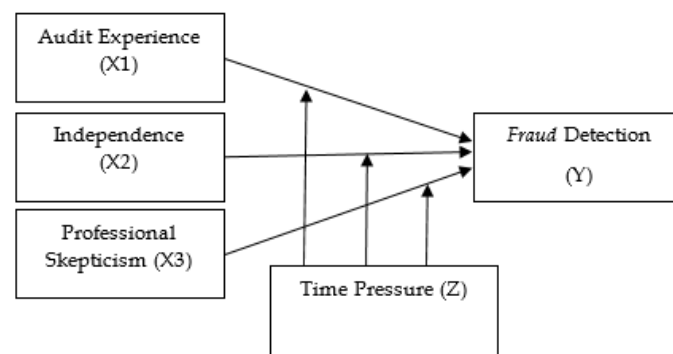 Audit Experience
(X1)
Independence
(X2)
Professional
Skepticism (X3)
Fraud Detection
(Y)
Time Pressure (Z)